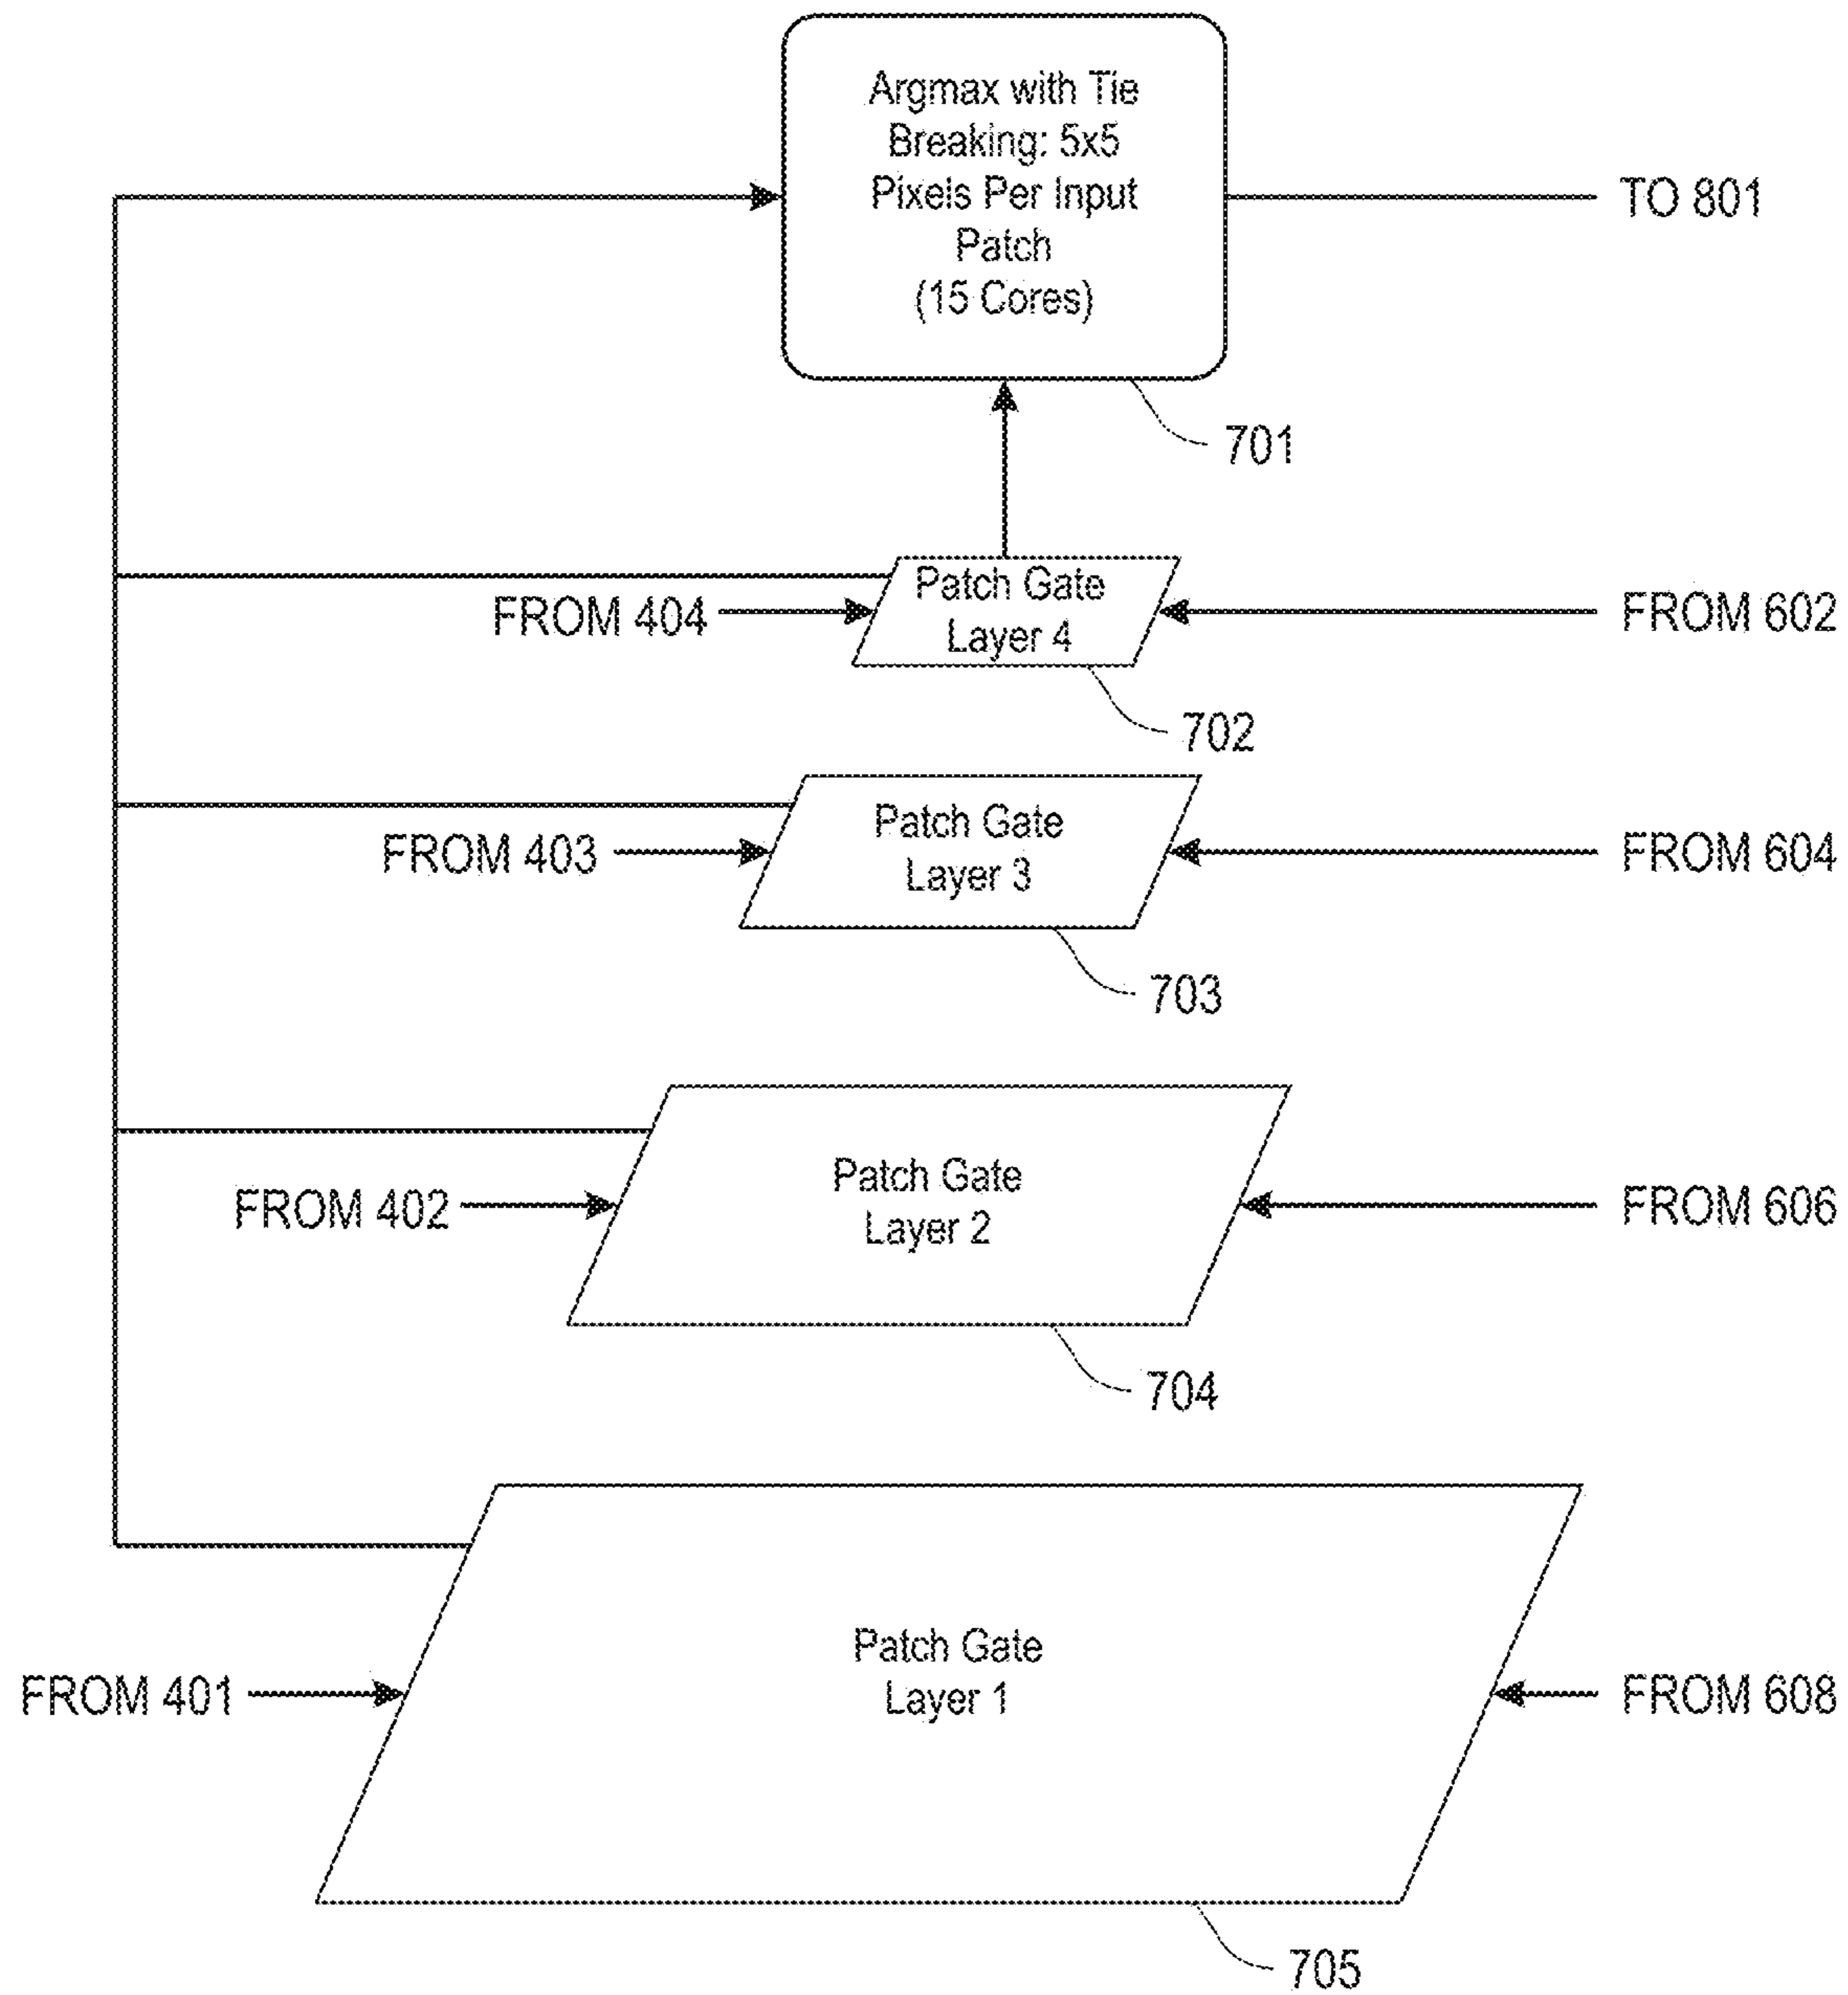 Argmax with Tie
Breaking: 5x5
Pixels Per Input
Patch
(15 Cores)
TO 801
701
Patch Gate
Layer 4
FROM 404
FROM 602
702
Patch Gate
Layer 3
FROM 403
FROM 604
703
Patch Gate
Layer 2
FROM 402
FROM 606
704
Patch Gate
Layer 1
FROM 401
FROM 608
705